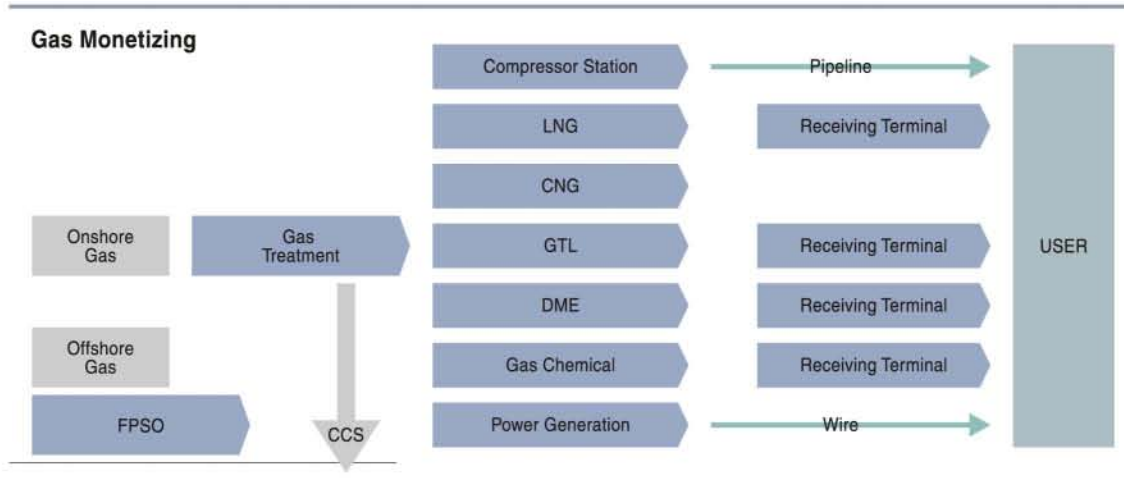 Gas Monetizing
Compressor Station
Pipeline
LNG
Receiving Terminal
CNG
Onshore
Gas
Gas
Treatment
GTL
Receiving Terminal
USER
DME
Receiving Terminal
Offshore
Gas
Gas Chemical
Receiving Terminal
FPSO
CCS
Power Generation
Wire